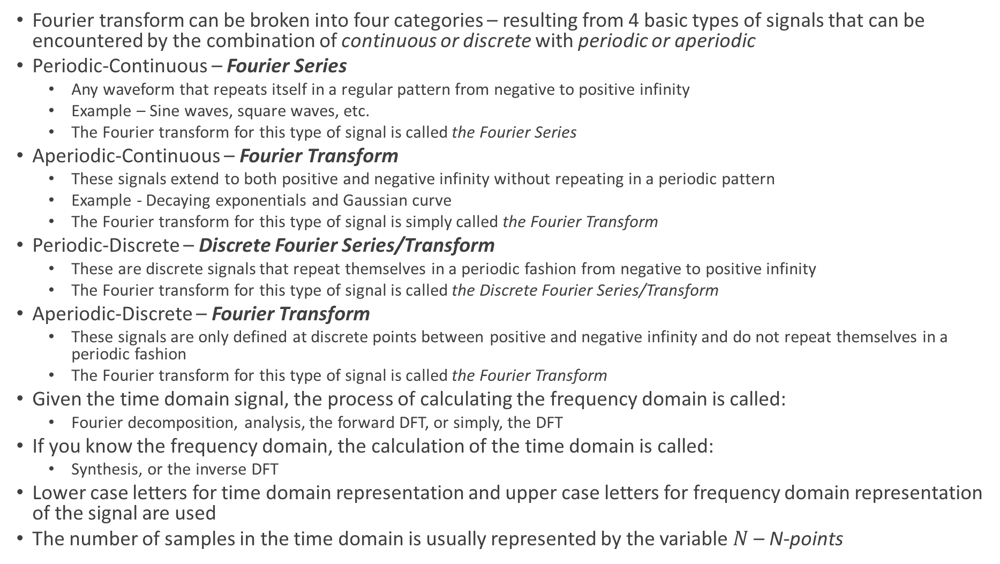 • Fourier transform can be broken into four categories – resulting from 4 basic types of signals that can be
encountered by the combination of continuous or discrete with periodic or aperiodic
• Periodic-Continuous – Fourier Series
• Any waveform that repeats itself in a regular pattern from negative to positive infinity
• Example – Sine waves, square waves, etc.
• The Fourier transform for this type of signal is called the Fourier Series
• Aperiodic-Continuous – Fourier Transform
• These signals extend to both positive and negative infinity without repeating in a periodic pattern
• Example - Decaying exponentials and Gaussian curve
• The Fourier transform for this type of signal is simply called the Fourier Transform
• Periodic-Discrete – Discrete Fourier Series/Transform
• These are discrete signals that repeat themselves in a periodic fashion from negative to positive infinity
• The Fourier transform for this type of signal is called the Discrete Fourier Series/Transform
• Aperiodic-Discrete – Fourier Transform
• These signals are only defined at discrete points between positive and negative infinity and do not repeat themselves in a
periodic fashion
• The Fourier transform for this type of signal is called the Fourier Transform
• Given the time domain signal, the process of calculating the frequency domain is called:
• Fourier decomposition, analysis, the forward DFT, or simply, the DFT
• If you know the frequency domain, the calculation of the time domain is called:
• Synthesis, or the inverse DFT
• Lower case letters for time domain representation and upper case letters for frequency domain representation
of the signal are used
• The number of samples in the time domain is usually represented by the variable N – N-points